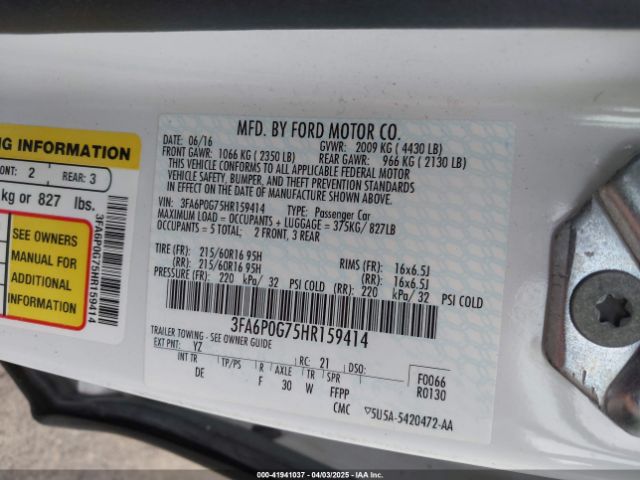 NG INFORMATION
ONT: 2 REAR: 3
kg or 827 lbs.
SEE OWNERS
MANUAL FOR
ADDITIONAL
INFORMATION
3FA6P0G75HR159414
MFD. BY FORD MOTOR CO.
DATE: 06/16 GVWR: 2009 KG ( 4430 LB)
FRONT GAWR: 1066 KG ( 2350 LB) REAR GAWR: 966 KG ( 2130 LB)
THIS VEHICLE CONFORMS TO ALL APPLICABLE FEDERAL MOTOR
VEHICLE SAFETY, BUMPER, AND THEFT PREVENTION STANDARDS
IN EFFECT ON THE DATE OF MANUFACTURE SHOWN ABOVE.
VIN: 3FA6P0G75HR159414 TYPE: Passenger Car
MAXIMUM LOAD = OCCUPANTS + LUGGAGE = 375KG/827LB
OCCUPANTS = 5 TOTAL; 2 FRONT, 3 REAR
TIRE (FR): 215/60R16 95H RIMS (FR): 16x6.5J
(RR): 215/60R16 95H (RR): 16x6.5J
PRESSURE (FR): 220 kPa/ 32 PSI COLD (RR): 220 kPa/ 32 PSI COLD
3FA6P0G75HR159414
TRAILER TOWING - SEE OWNER GUIDE
EXT PNT: YZ RC: 21 DSO: F0066
INT TR TP/PS R AXLE TR SPR R0130
DE F 30 W FFPP
CMC ▽5U5A-5420472-AA
000-41941037 - 04/03/2025 - IAAI.COM